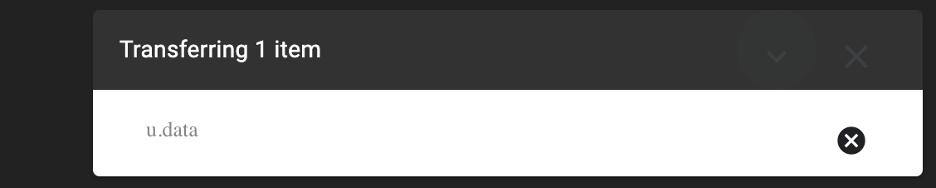 Transferring 1 item
u.data